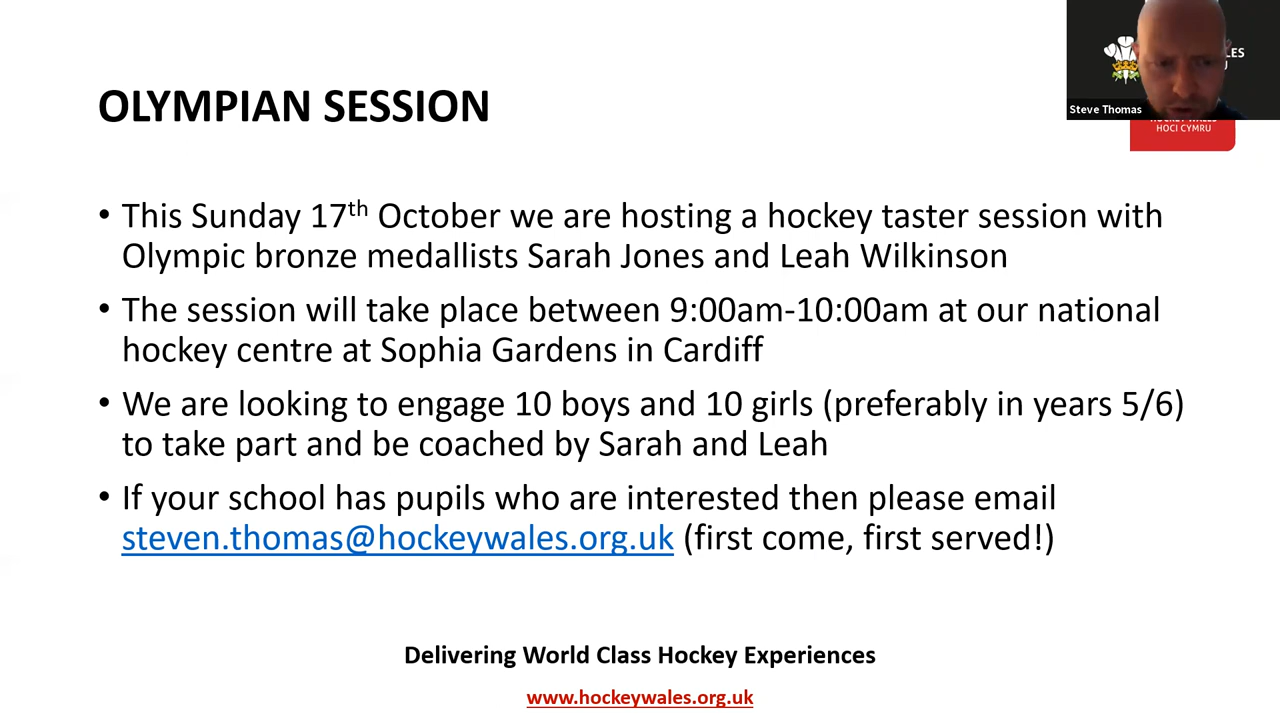 LES
U
Steve Thomas
HOCI CYMRU
OLYMPIAN SESSION
• This Sunday 17th October we are hosting a hockey taster session with
Olympic bronze medallists Sarah Jones and Leah Wilkinson
• The session will take place between 9:00am-10:00am at our national
hockey centre at Sophia Gardens in Cardiff
• We are looking to engage 10 boys and 10 girls (preferably in years 5/6)
to take part and be coached by Sarah and Leah
• If your school has pupils who are interested then please email
steven.thomas@hockeywales.org.uk (first come, first served!)
Delivering World Class Hockey Experiences
www.hockeywales.org.uk